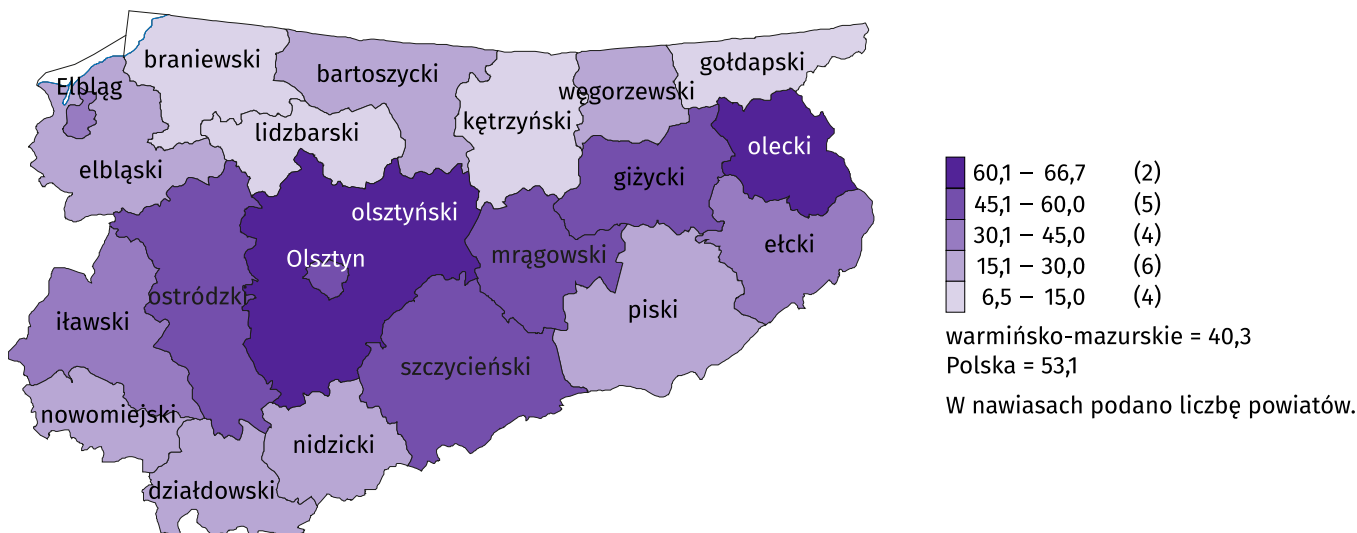 braniewski
bartoszycki
gołdapski
Elbląg
węgorzewski
lidzbarski
kętrzyński
olecki
elbląski
giżycki
olsztyński
ełcki
Olsztyn
mrągowski
ostródzki
iławski
piski
szczycieński
nowomiejski
nidzicki
działdowski
60,1 – 66,7 (2)
45,1 – 60,0 (5)
30,1 – 45,0 (4)
15,1 – 30,0 (6)
6,5 – 15,0 (4)
warmińsko-mazurskie = 40,3
Polska = 53,1
W nawiasach podano liczbę powiatów.